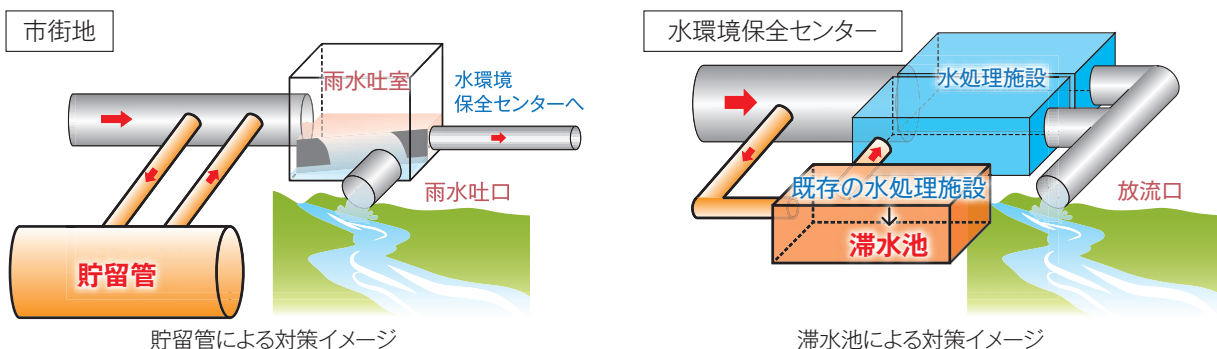 市街地
雨水吐室
水環境
保全センターへ
雨水吐口
貯留管
貯留管による対策イメージ
水環境保全センター
水処理施設
既存の水処理施設
↓
滞水池
放流口
滞水池による対策イメージ